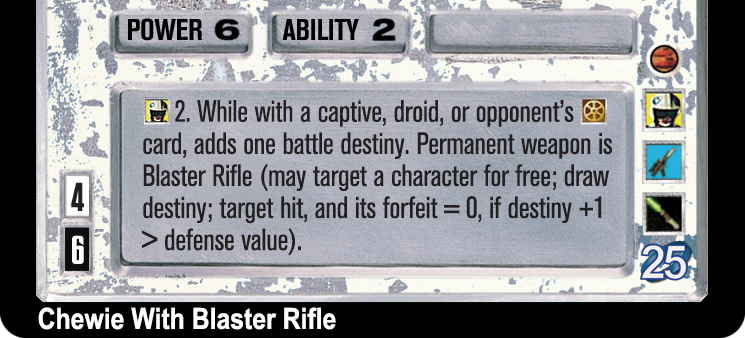 POWER 6 ABILITY 2
2. While with a captive, droid, or opponent's
card, adds one battle destiny. Permanent weapon is
Blaster Rifle (may target a character for free; draw
destiny; target hit, and its forfeit = 0, if destiny +1
> defense value).
4
6
25
Chewie With Blaster Rifle